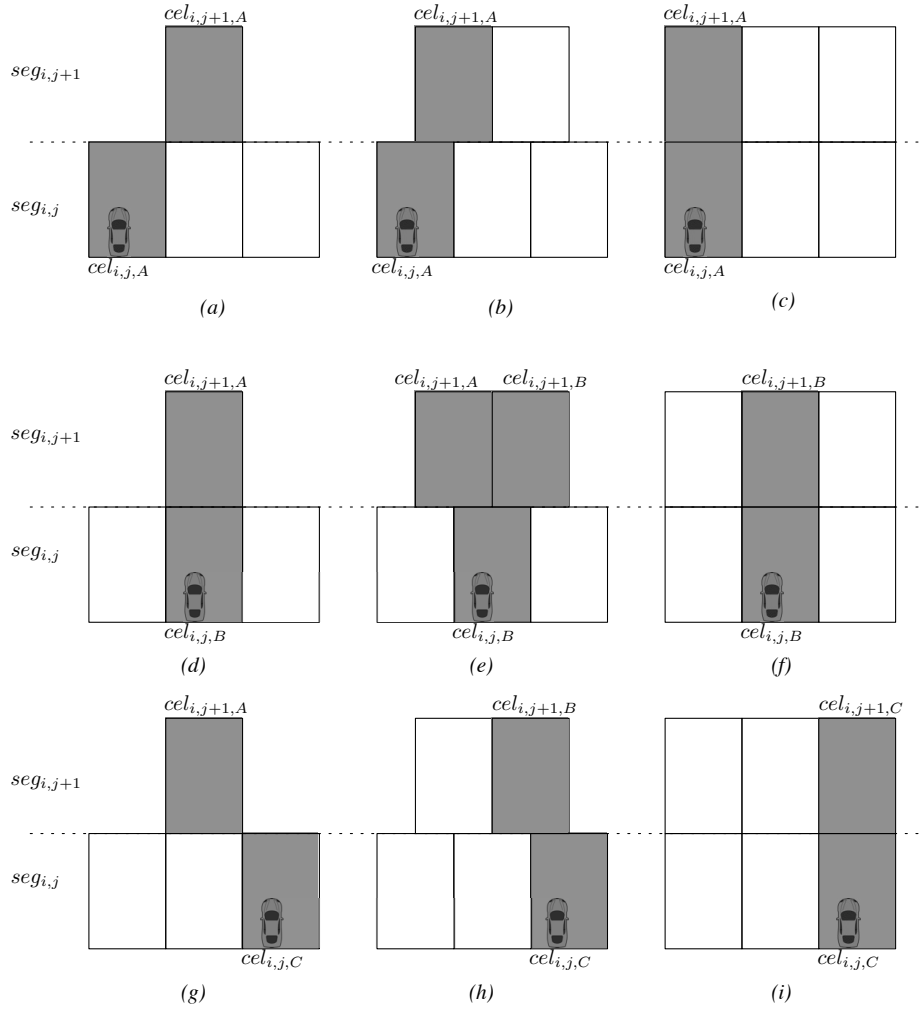 cel_{i,j+1,A} cel_{i,j+1,A} cel_{i,j+1,A}
seg_{i,j+1}
seg_{i,j}
cel_{i,j,A} cel_{i,j,A} cel_{i,j,A}
(a) (b) (c)
cel_{i,j+1,A} cel_{i,j+1,A} cel_{i,j+1,B} cel_{i,j+1,B}
seg_{i,j+1}
seg_{i,j}
cel_{i,j,B} cel_{i,j,B} cel_{i,j,B}
(d) (e) (f)
cel_{i,j+1,A} cel_{i,j+1,B} cel_{i,j+1,C}
seg_{i,j+1}
seg_{i,j}
cel_{i,j,C} cel_{i,j,C} cel_{i,j,C}
(g) (h) (i)